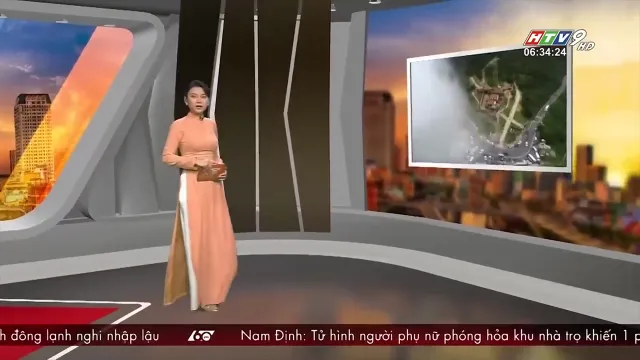 HTV9 HD
06:34:24
h đông lạnh nghi nhập lậu 60 Nam Định: Tử hình người phụ nữ phóng hỏa khu nhà trọ khiến 1 p